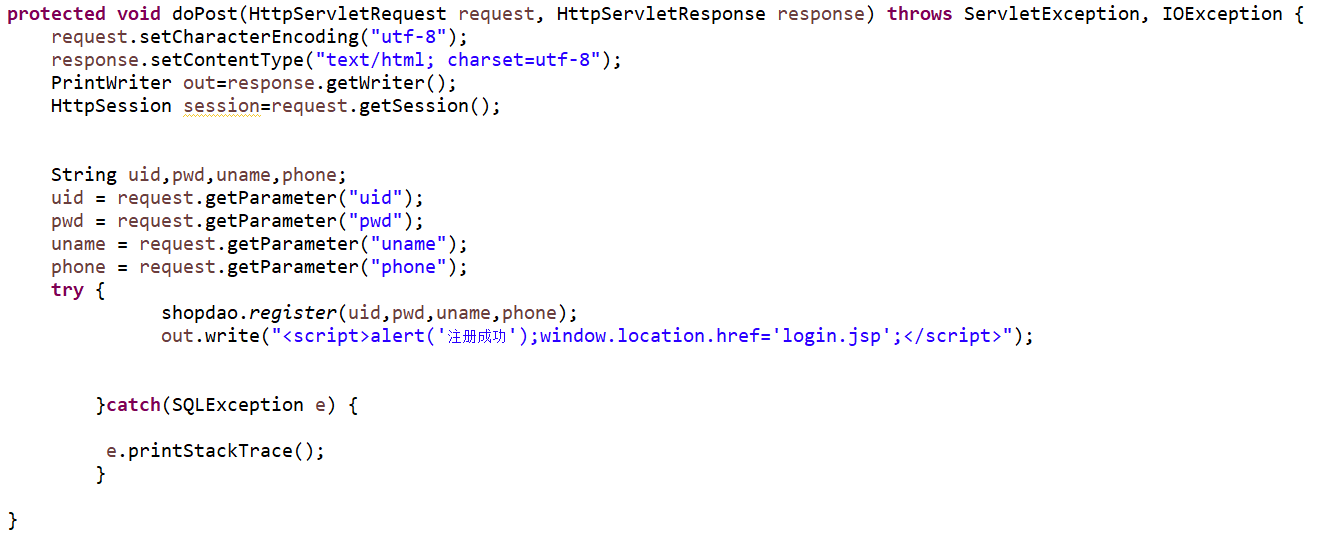 protected void doPost(HttpServletRequest request, HttpServletResponse response) throws ServletException, IOException {
request.setCharacterEncoding("utf-8");
response.setContentType("text/html; charset=utf-8");
PrintWriter out=response.getWriter();
HttpSession session=request.getSession();
String uid,pwd,uname,phone;
uid = request.getParameter("uid");
pwd = request.getParameter("pwd");
uname = request.getParameter("uname");
phone = request.getParameter("phone");
try {
shopdao.register(uid,pwd,uname,phone);
out.write("<script>alert('注册成功');window.location.href='login.jsp';</script>");
}catch(SQLException e) {
e.printStackTrace();
}
}